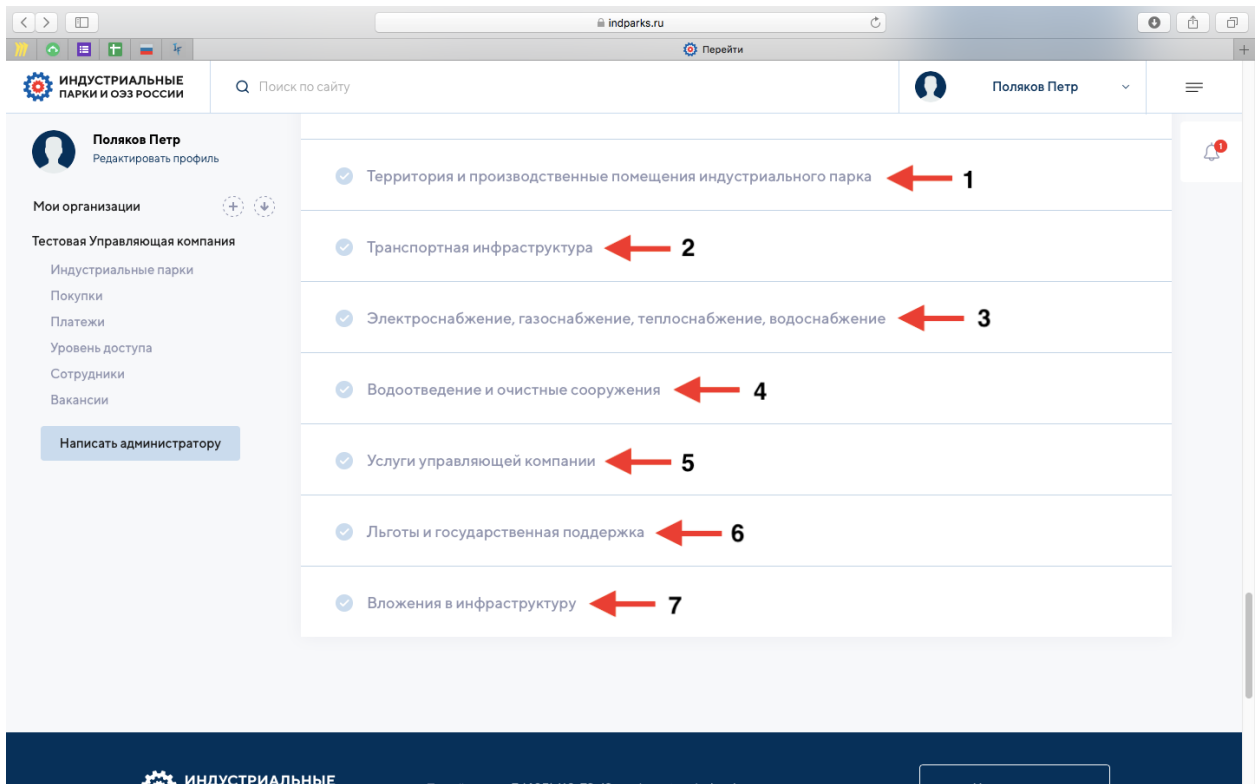 indparks.ru
Перейти
ИНДУСТРИАЛЬНЫЕ
ПАРКИ И ОЭЗ РОССИИ
Поиск по сайту
Поляков Петр
Поляков Петр
Редактировать профиль
1
Мои организации
Тестовая Управляющая компания
Индустриальные парки
Покупки
Платежи
Уровень доступа
Сотрудники
Вакансии
Написать администратору
Территория и производственные помещения индустриального парка 1
Транспортная инфраструктура 2
Электроснабжение, газоснабжение, теплоснабжение, водоснабжение 3
Водоотведение и очистные сооружения 4
Услуги управляющей компании 5
Льготы и государственная поддержка 6
Вложения в инфраструктуру 7
ИНДУСТРИАЛЬНЫЕ